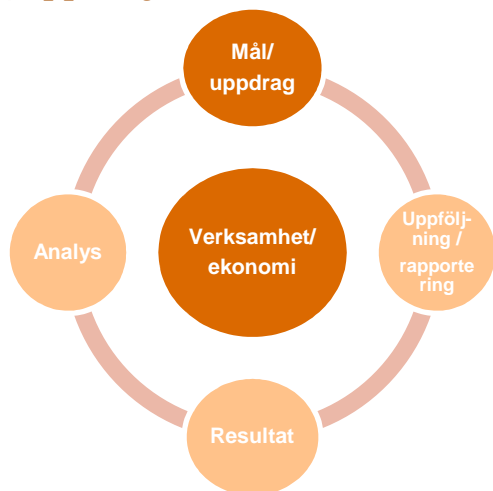 Mål/
uppdrag
Verksamhet/
ekonomi
Analys
Uppfölj-
ning /
rapporte
ring
Resultat